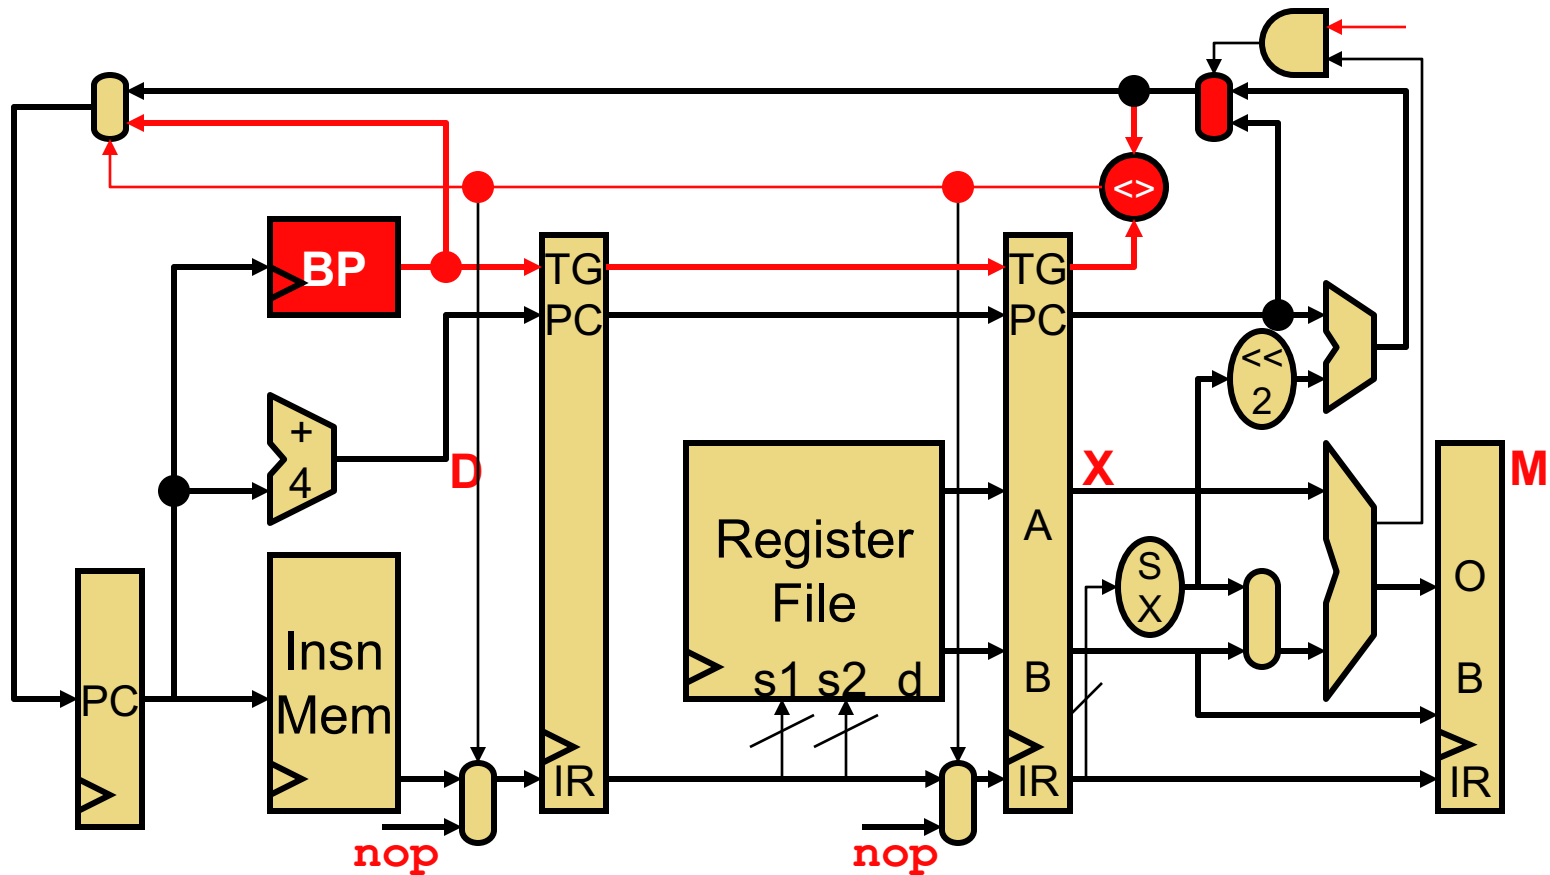 <>
BP
TG
PC
TG
PC
<<
2
+
4
D
X
M
Register
File
s1 s2 d
A
B
S
X
O
B
Insn
Mem
PC
IR
IR
IR
nop
nop